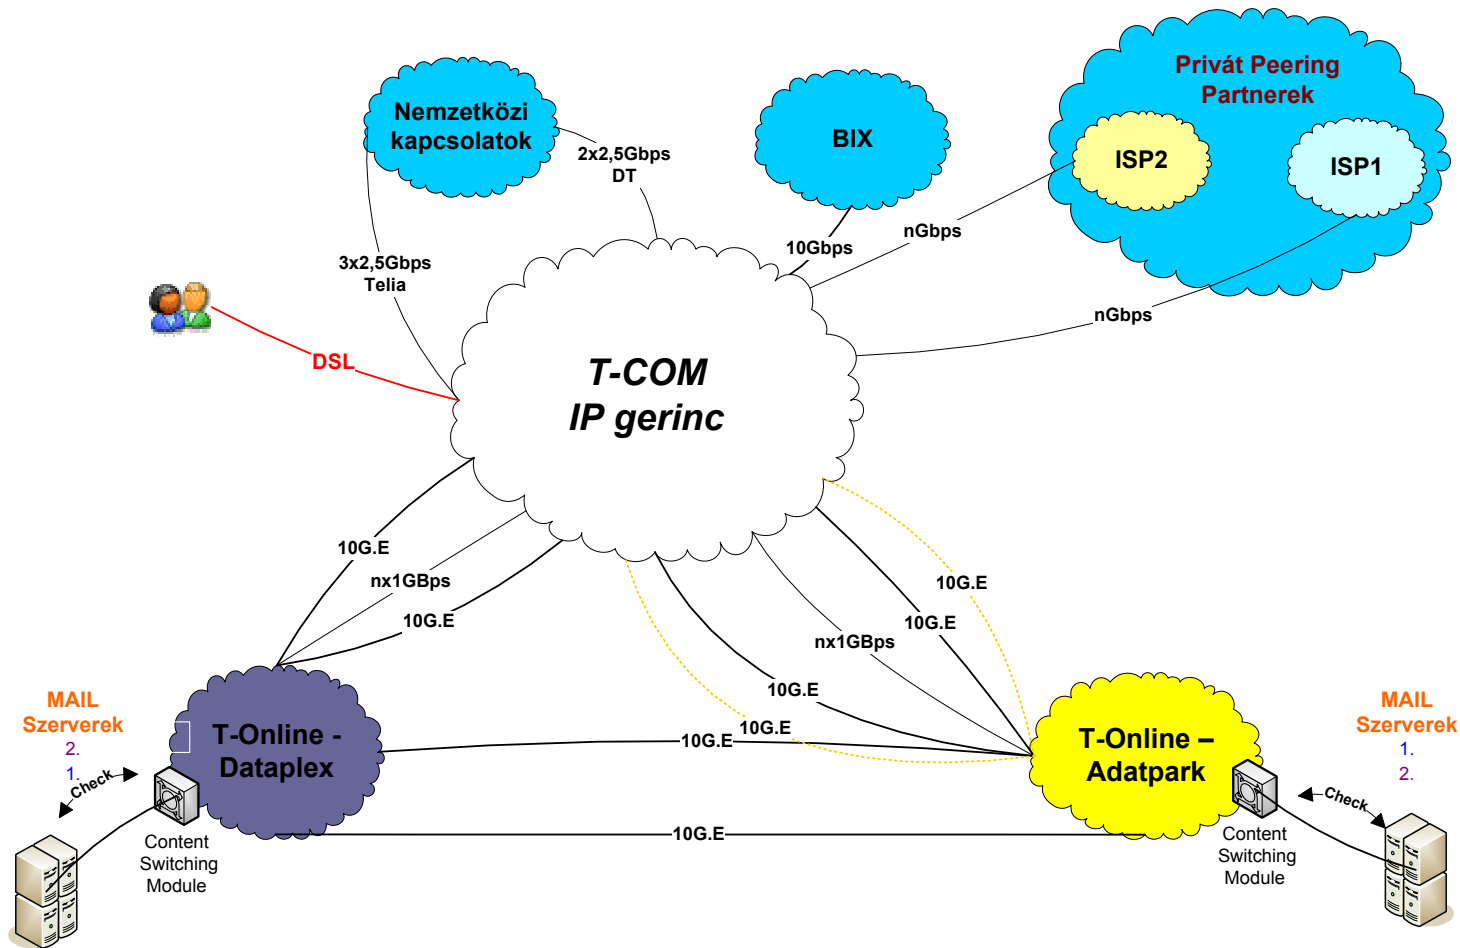 Privát Peering
Partnerek
Nemzetközi
kapcsolatok
BIX
ISP2
ISP1
2x2,5Gbps
DT
nGbps
10Gbps
3x2,5Gbps
Telia
nGbps
DSL
T-COM
IP gerinc
10G.E
nx1GBps
10G.E
10G.E
10G.E
nx1GBps
10G.E
10G.E
10G.E
10G.E
MAIL
Szerverek
2.
1.
Check
T-Online -
Dataplex
T-Online –
Adatpark
MAIL
Szerverek
1.
2.
Check
Content
Switching
Module
10G.E
Content
Switching
Module